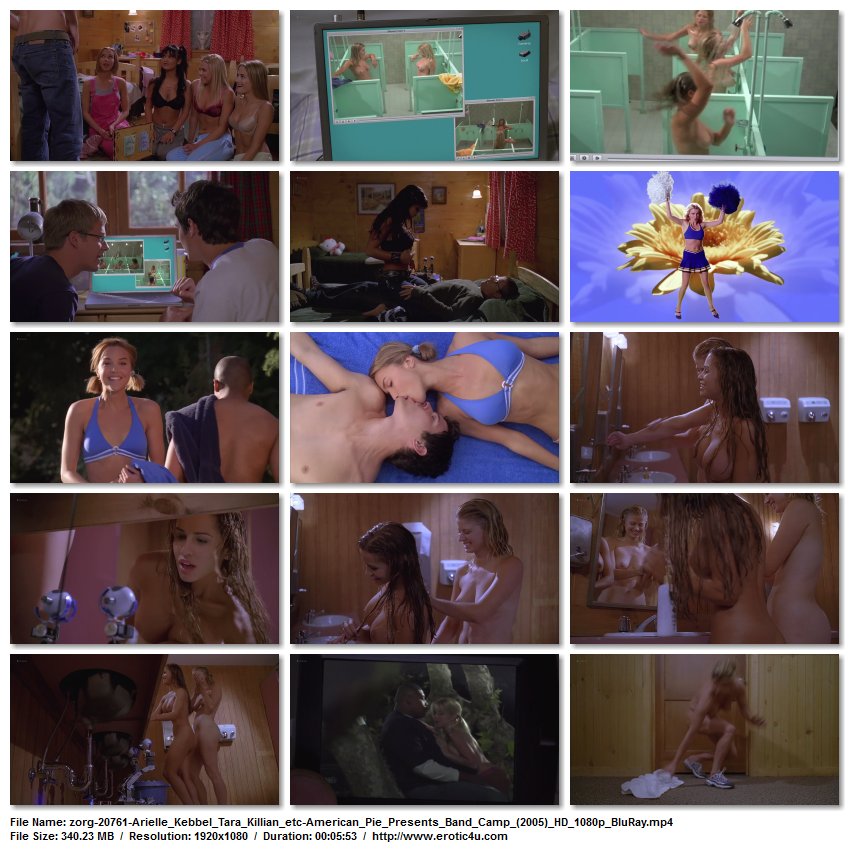 File Name: zorg-20761-Arielle_Kebbel_Tara_Killian_etc-American_Pie_Presents_Band_Camp_(2005)_HD_1080p_BluRay.mp4
File Size: 340.23 MB / Resolution: 1920x1080 / Duration: 00:05:53 / http://www.erotic4u.com